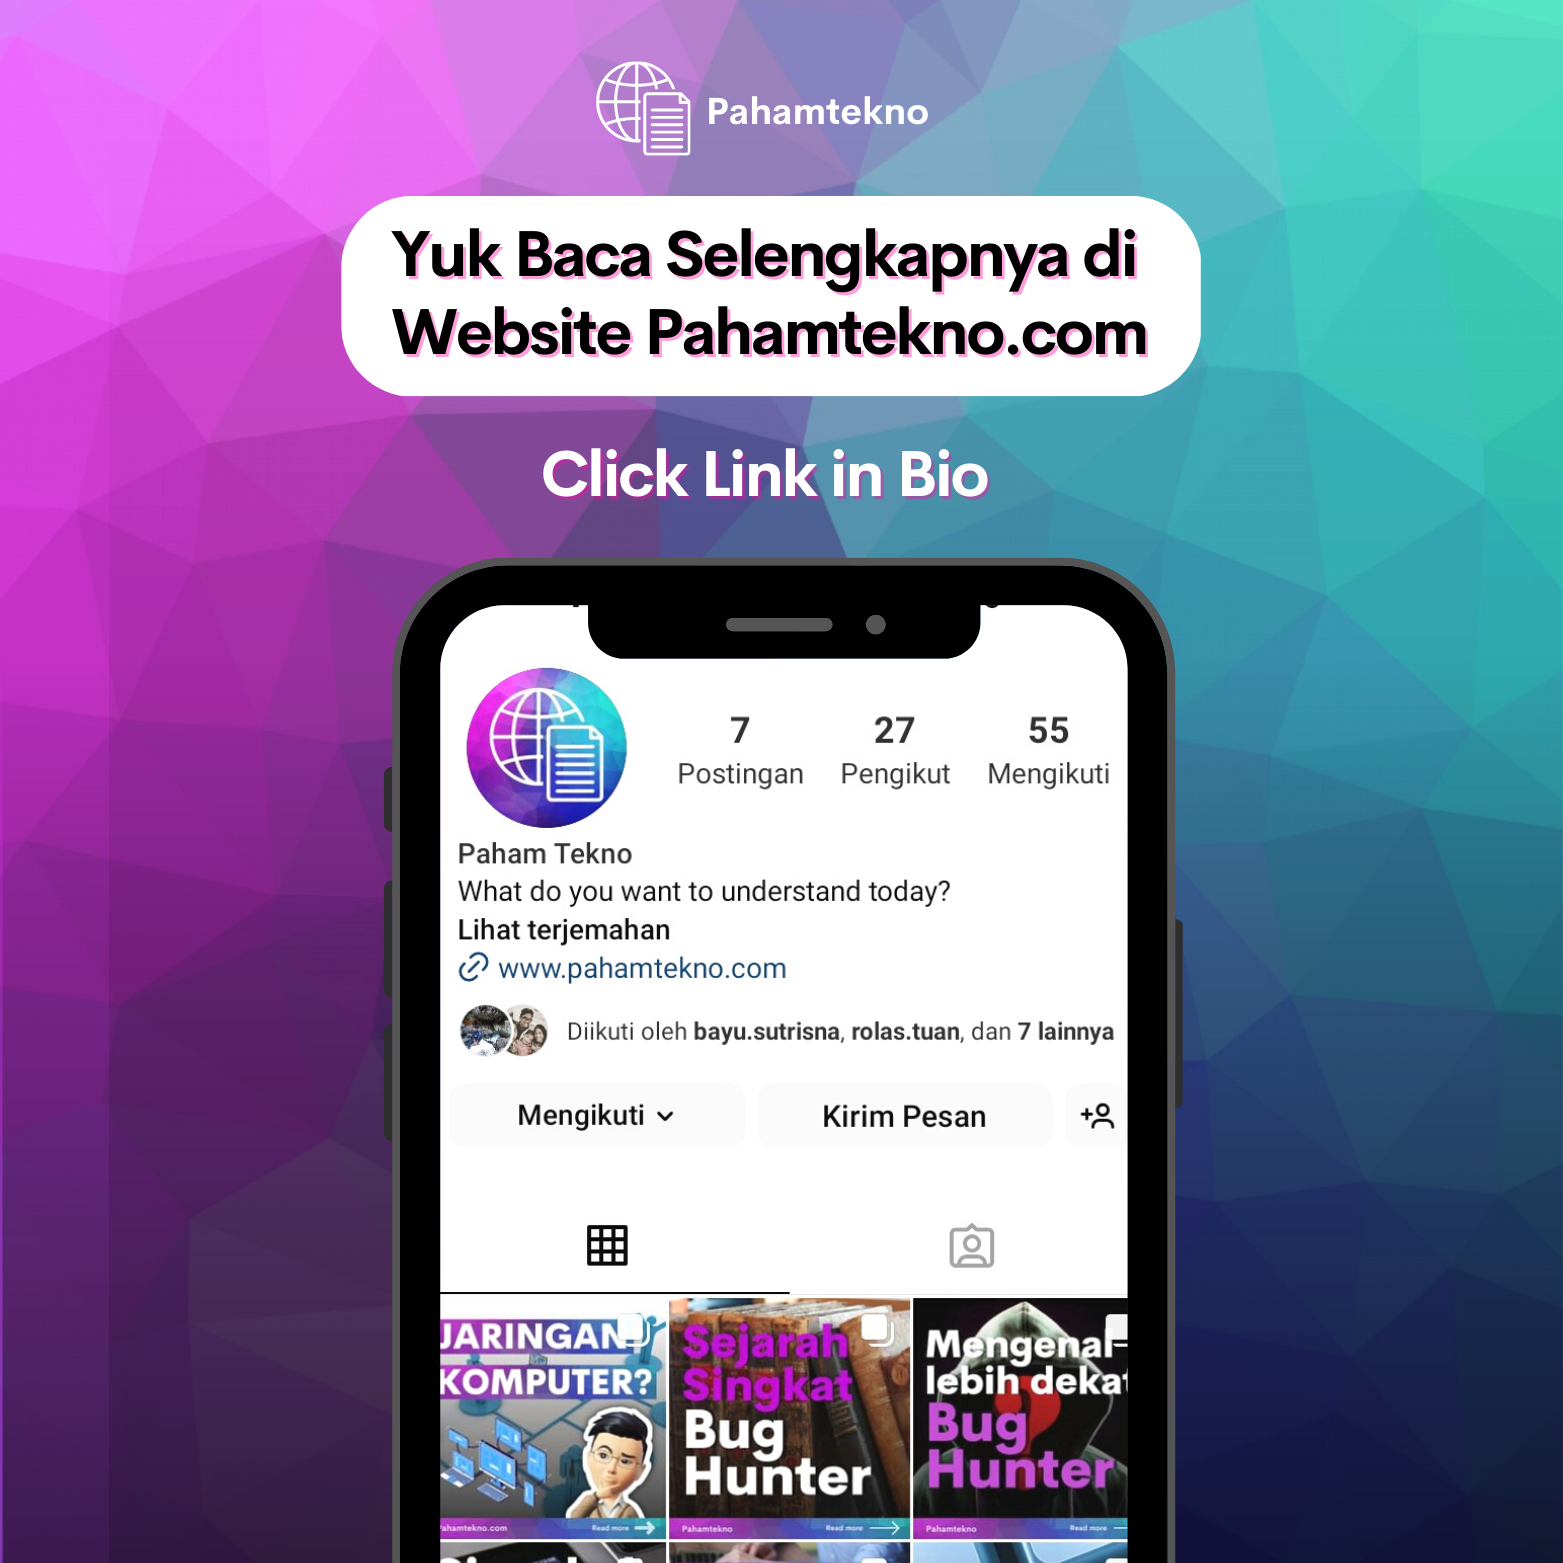 Pahamtekno
Yuk Baca Selengkapnya di
Website Pahamtekno.com
Click Link in Bio
7
Postingan
27
Pengikut
55
Mengikuti
Paham Tekno
What do you want to understand today?
Lihat terjemahan
www.pahamtekno.com
Diikuti oleh bayu.sutrisna, rolas.tuan, dan 7 lainnya
Mengikuti
Kirim Pesan
JARINGAN
KOMPUTER?
ahamtekno.com
Read more
Sejarah
Singkat
Bug
Hunter
Pahamtekno
Read more
Mengenal
lebih dekat
Bug
Hunter
Pahamtekno
Read more